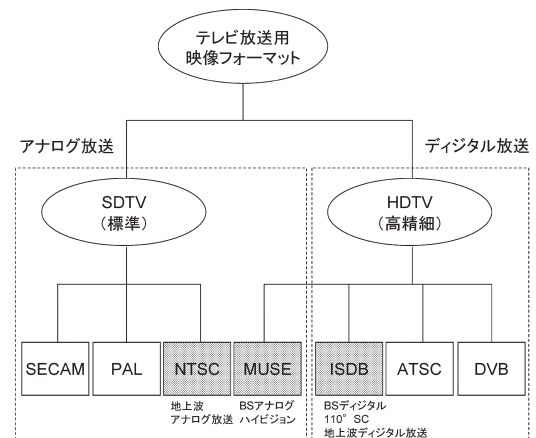 テレビ放送用
映像フォーマット
アナログ放送
ディジタル放送
SDTV
(標準)
HDTV
(高精細)
SECAM
PAL
NTSC
MUSE
ISDB
ATSC
DVB
地上波
アナログ放送
BSアナログ
ハイビジョン
BSディジタル
110°SC
地上波ディジタル放送